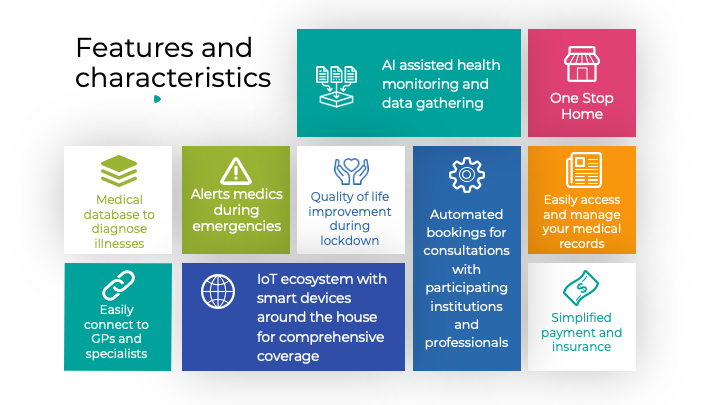 Features and
characteristics
AI assisted health
monitoring and
data gathering
One Stop
Home
Medical
database to
diagnose
illnesses
Alerts medics
during
emergencies
Quality of life
improvement
during
lockdown
Automated
bookings for
consultations
with
participating
institutions
and
professionals
Easily access
and manage
your medical
records
Easily
connect to
GPs and
specialists
IoT ecosystem with
smart devices
around the house
for comprehensive
coverage
$
Simplified
payment and
insurance